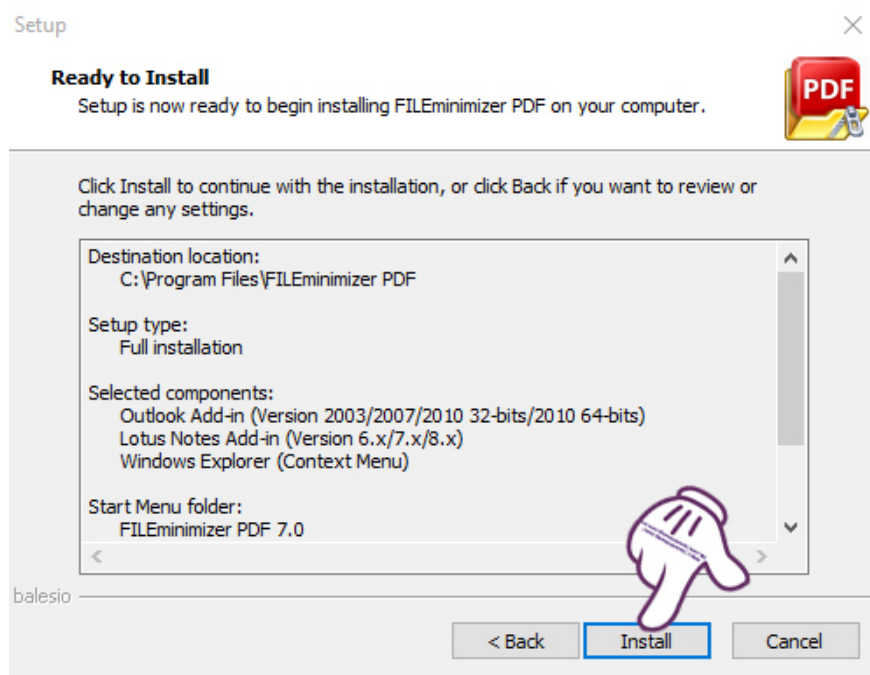 Setup
Ready to Install
Setup is now ready to begin installing FILEminimizer PDF on your computer.
PDF
Click Install to continue with the installation, or click Back if you want to review or
change any settings.
Destination location:
C:\Program Files\FILEminimizer PDF
Setup type:
Full installation
Selected components:
Outlook Add-in (Version 2003/2007/2010 32-bits/2010 64-bits)
Lotus Notes Add-in (Version 6.x/7.x/8.x)
Windows Explorer (Context Menu)
Start Menu folder:
FILEminimizer PDF 7.0
balesio
< Back
Install
Cancel